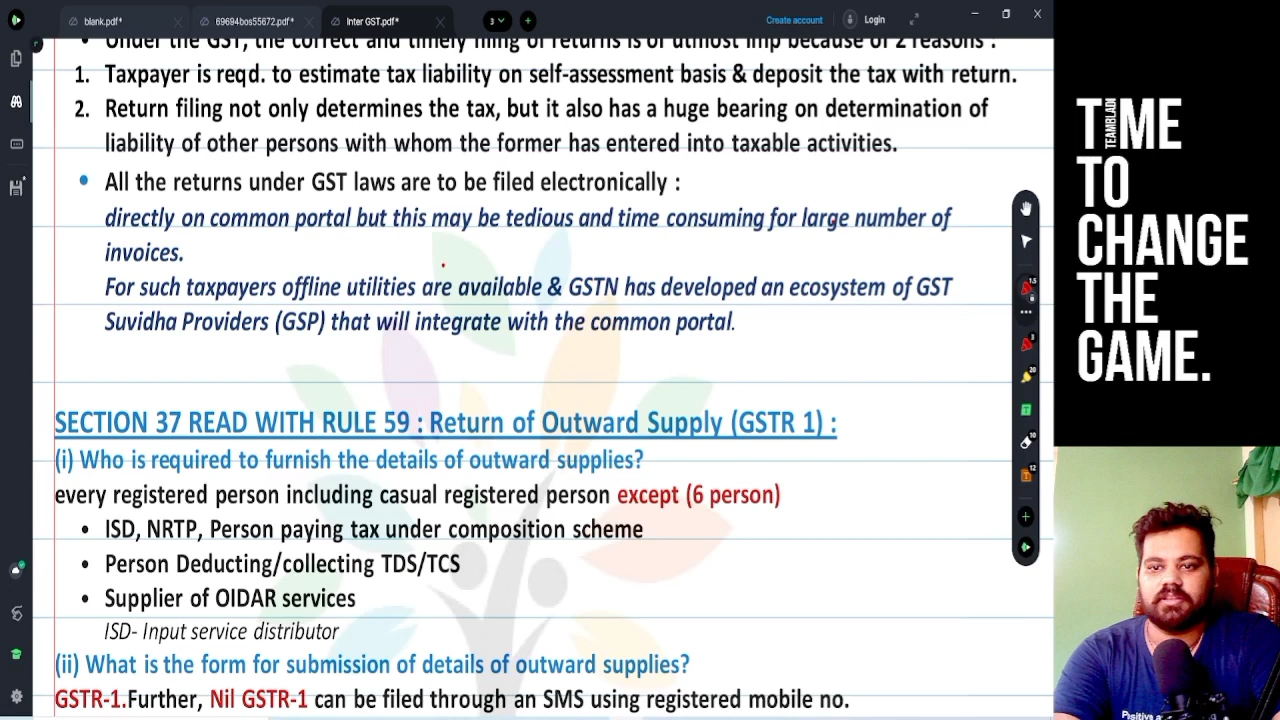 blank.pdf*
69694bos55672.pdf*
Inter GST.pdf*
3
Create account
Login
Under the GST, the correct and timely filing of returns is of utmost imp because of 2 reasons :
1. Taxpayer is reqd. to estimate tax liability on self-assessment basis & deposit the tax with return.
2. Return filing not only determines the tax, but it also has a huge bearing on determination of
liability of other persons with whom the former has entered into taxable activities.
• All the returns under GST laws are to be filed electronically :
directly on common portal but this may be tedious and time consuming for large number of
invoices.
For such taxpayers offline utilities are available & GSTN has developed an ecosystem of GST
Suvidha Providers (GSP) that will integrate with the common portal.
SECTION 37 READ WITH RULE 59 : Return of Outward Supply (GSTR 1) :
(i) Who is required to furnish the details of outward supplies?
every registered person including casual registered person except (6 person)
• ISD, NRTP, Person paying tax under composition scheme
• Person Deducting/collecting TDS/TCS
• Supplier of OIDAR services
ISD- Input service distributor
(ii) What is the form for submission of details of outward supplies?
GSTR-1.Further, Nil GSTR-1 can be filed through an SMS using registered mobile no.
1.5
3
20
10
12
TIME
TEAMBLADI
TO
CHANGE
THE
GAME.
Positive